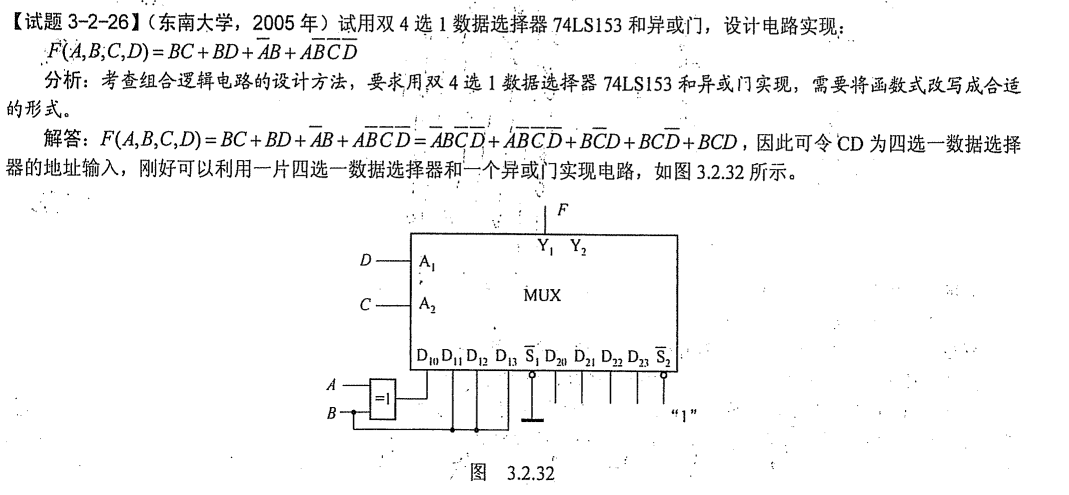 【试题 3-2-26】(东南大学，2005 年) 试用双 4 选 1 数据选择器 74LS153 和异或门，设计电路实现：
F(A,B,C,D) = BC + BD + A̅B + AB̅C̅D̅
分析：考查组合逻辑电路的设计方法，要求用双 4 选 1 数据选择器 74LS153 和异或门实现，需要将函数式改写成合适
的形式。
解答：F(A,B,C,D) = BC + BD + A̅B + AB̅C̅D̅ = A̅BC̅D̅ + AB̅C̅D̅ + BC̅D + BCD̅ + BCD，因此可令 CD 为四选一数据选择
器的地址输入，刚好可以利用一片四选一数据选择器和一个异或门实现电路，如图 3.2.32 所示。
F
Y₁ Y₂
D A₁
MUX
C A₂
D₁₀ D₁₁ D₁₂ D₁₃ S̅₁ D₂₀ D₂₁ D₂₂ D₂₃ S̅₂
A
=1
B
“1”
图 3.2.32